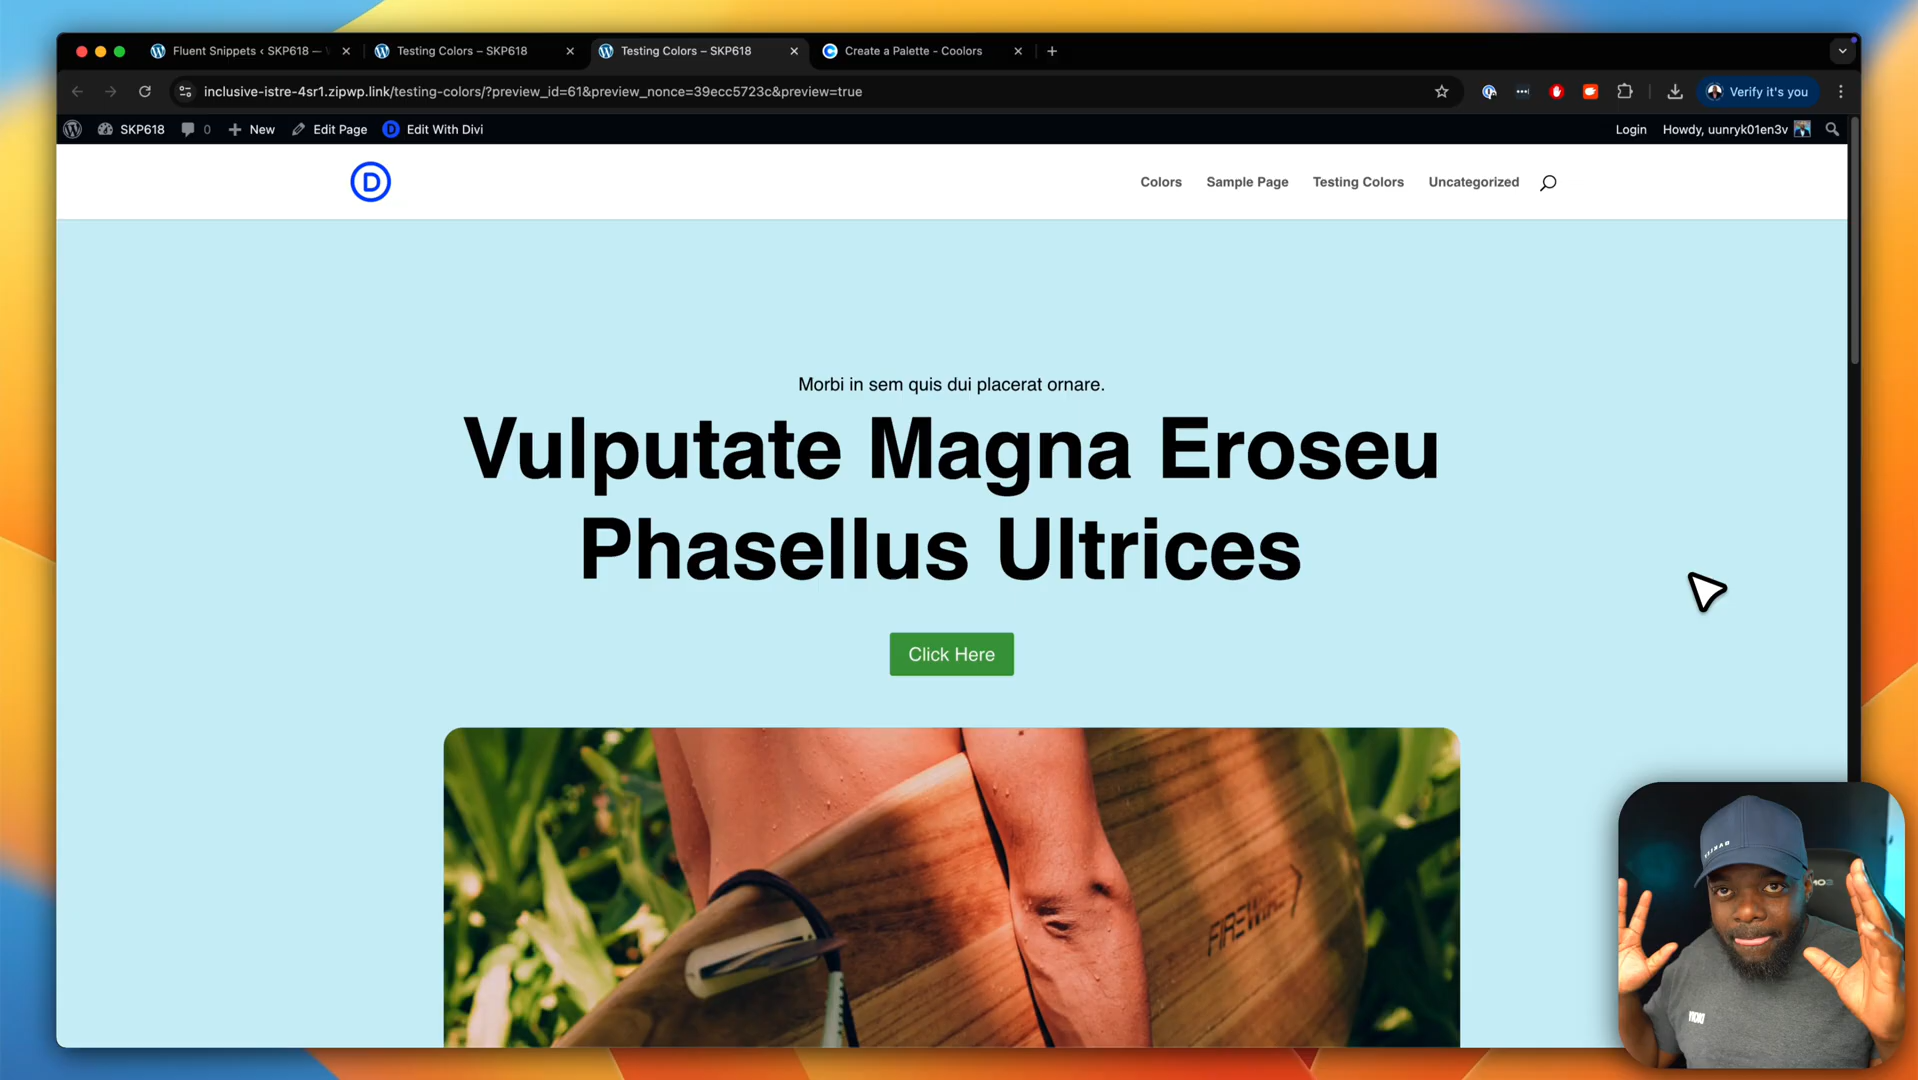 Fluent Snippets ‹ SKP618 —
Testing Colors – SKP618
Testing Colors – SKP618
Create a Palette - Coolors
inclusive-istre-4sr1.zipwp.link/testing-colors/?preview_id=61&preview_nonce=39ecc5723c&preview=true
Verify it's you
SKP618
0
New
Edit Page
D
Edit With Divi
Login
Howdy, uunryk01en3v
D
Colors
Sample Page
Testing Colors
Uncategorized
Morbi in sem quis dui placerat ornare.
Vulputate Magna Eroseu
Phasellus Ultrices
Click Here
FIREWIRE